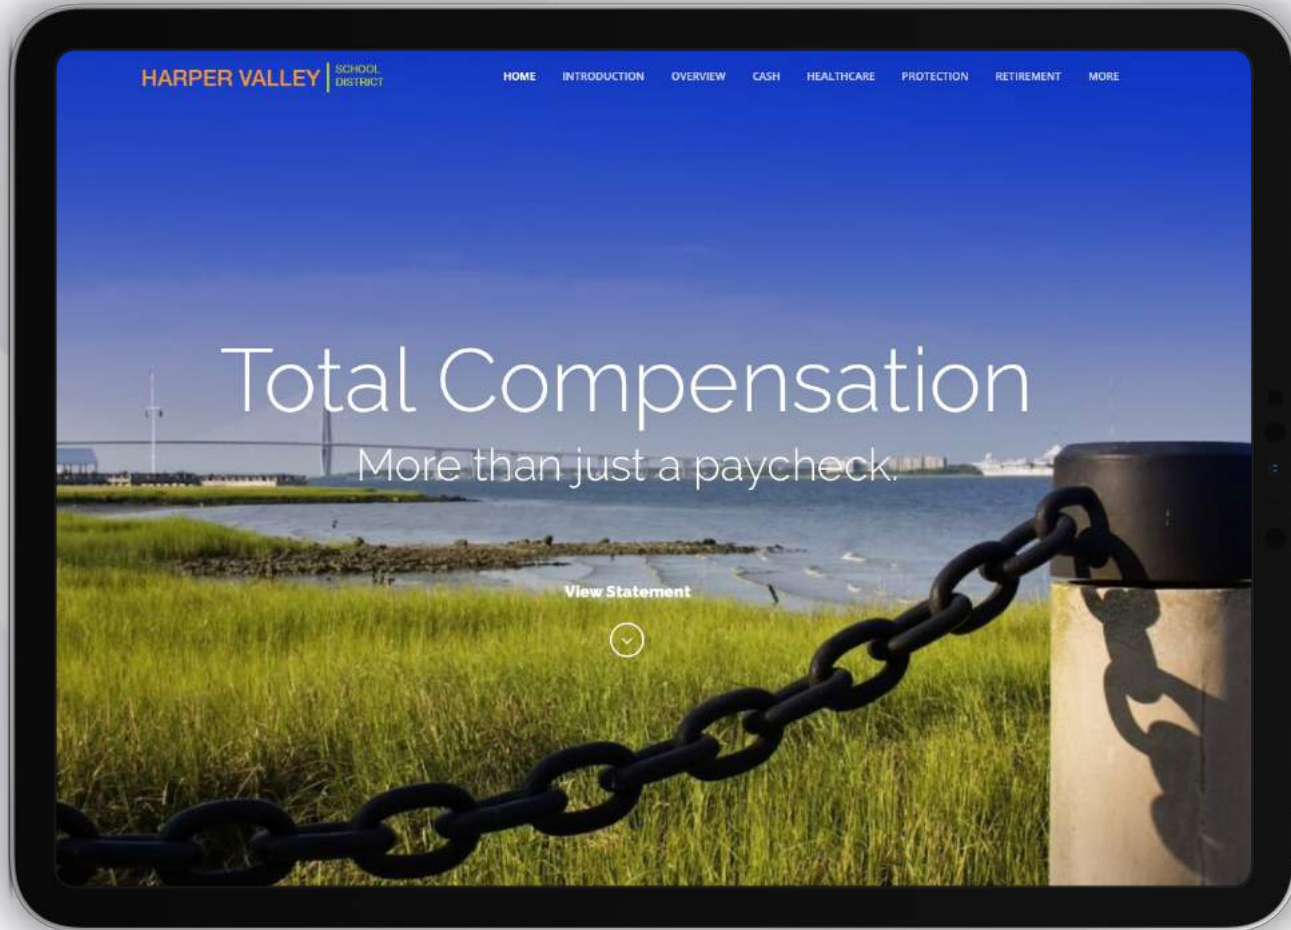 HARPER VALLEY
SCHOOL
DISTRICT
HOME INTRODUCTION OVERVIEW CASH HEALTHCARE PROTECTION RETIREMENT MORE
Total Compensation
More than just a paycheck.
View Statement